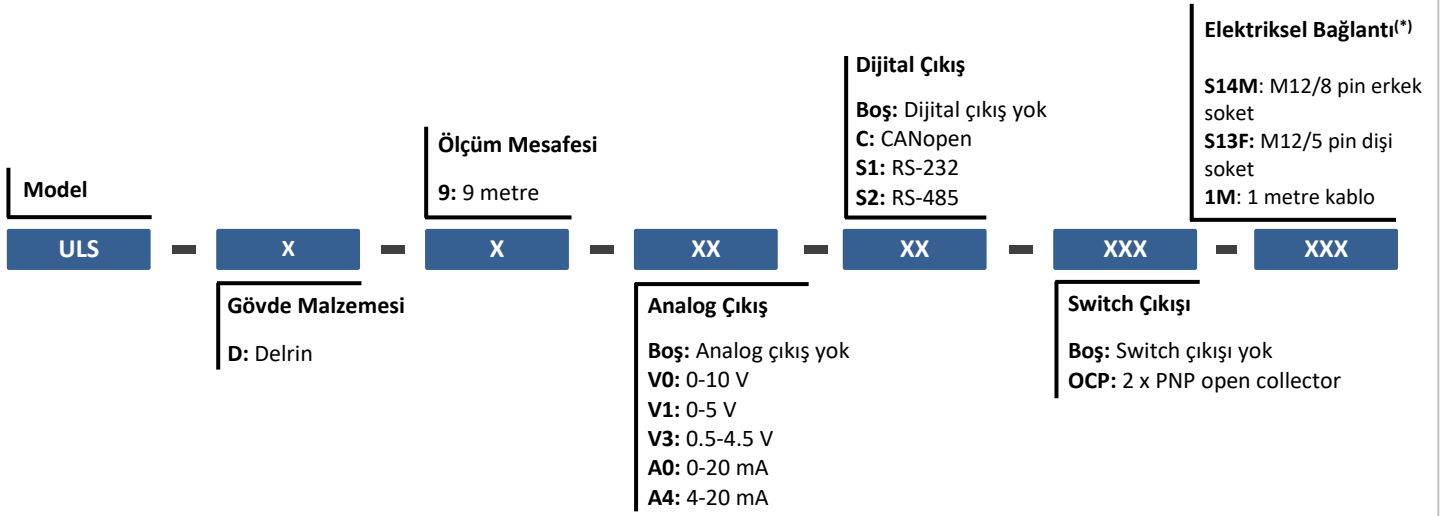 Elektriksel Bağlantı(*)
S14M: M12/8 pin erkek
soket
S13F: M12/5 pin dişi
soket
1M: 1 metre kablo
Dijital Çıkış
Boş: Dijital çıkış yok
C: CANopen
S1: RS-232
S2: RS-485
Ölçüm Mesafesi
9: 9 metre
Model
ULS - X - X - XX - XX - XXX - XXX
Gövde Malzemesi
D: Delrin
Analog Çıkış
Boş: Analog çıkış yok
V0: 0-10 V
V1: 0-5 V
V3: 0.5-4.5 V
A0: 0-20 mA
A4: 4-20 mA
Switch Çıkışı
Boş: Switch çıkışı yok
OCP: 2 x PNP open collector